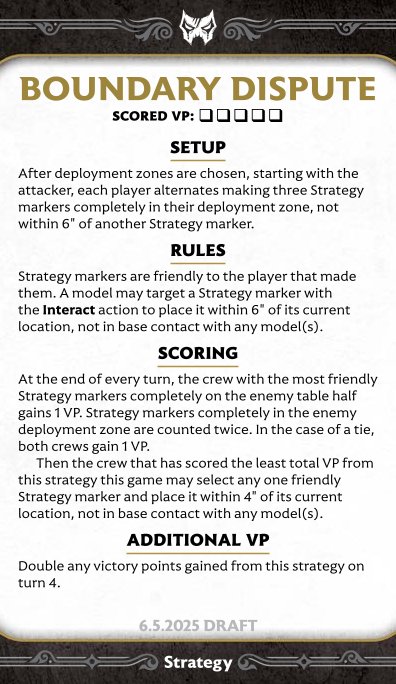 BOUNDARY DISPUTE
SCORED VP: ❑ ❑ ❑ ❑ ❑
SETUP
After deployment zones are chosen, starting with the
attacker, each player alternates making three Strategy
markers completely in their deployment zone, not
within 6" of another Strategy marker.
RULES
Strategy markers are friendly to the player that made
them. A model may target a Strategy marker with
the Interact action to place it within 6" of its current
location, not in base contact with any model(s).
SCORING
At the end of every turn, the crew with the most friendly
Strategy markers completely on the enemy table half
gains 1 VP. Strategy markers completely in the enemy
deployment zone are counted twice. In the case of a tie,
both crews gain 1 VP.
Then the crew that has scored the least total VP from
this strategy this game may select any one friendly
Strategy marker and place it within 4" of its current
location, not in base contact with any model(s).
ADDITIONAL VP
Double any victory points gained from this strategy on
turn 4.
6.5.2025 DRAFT
Strategy